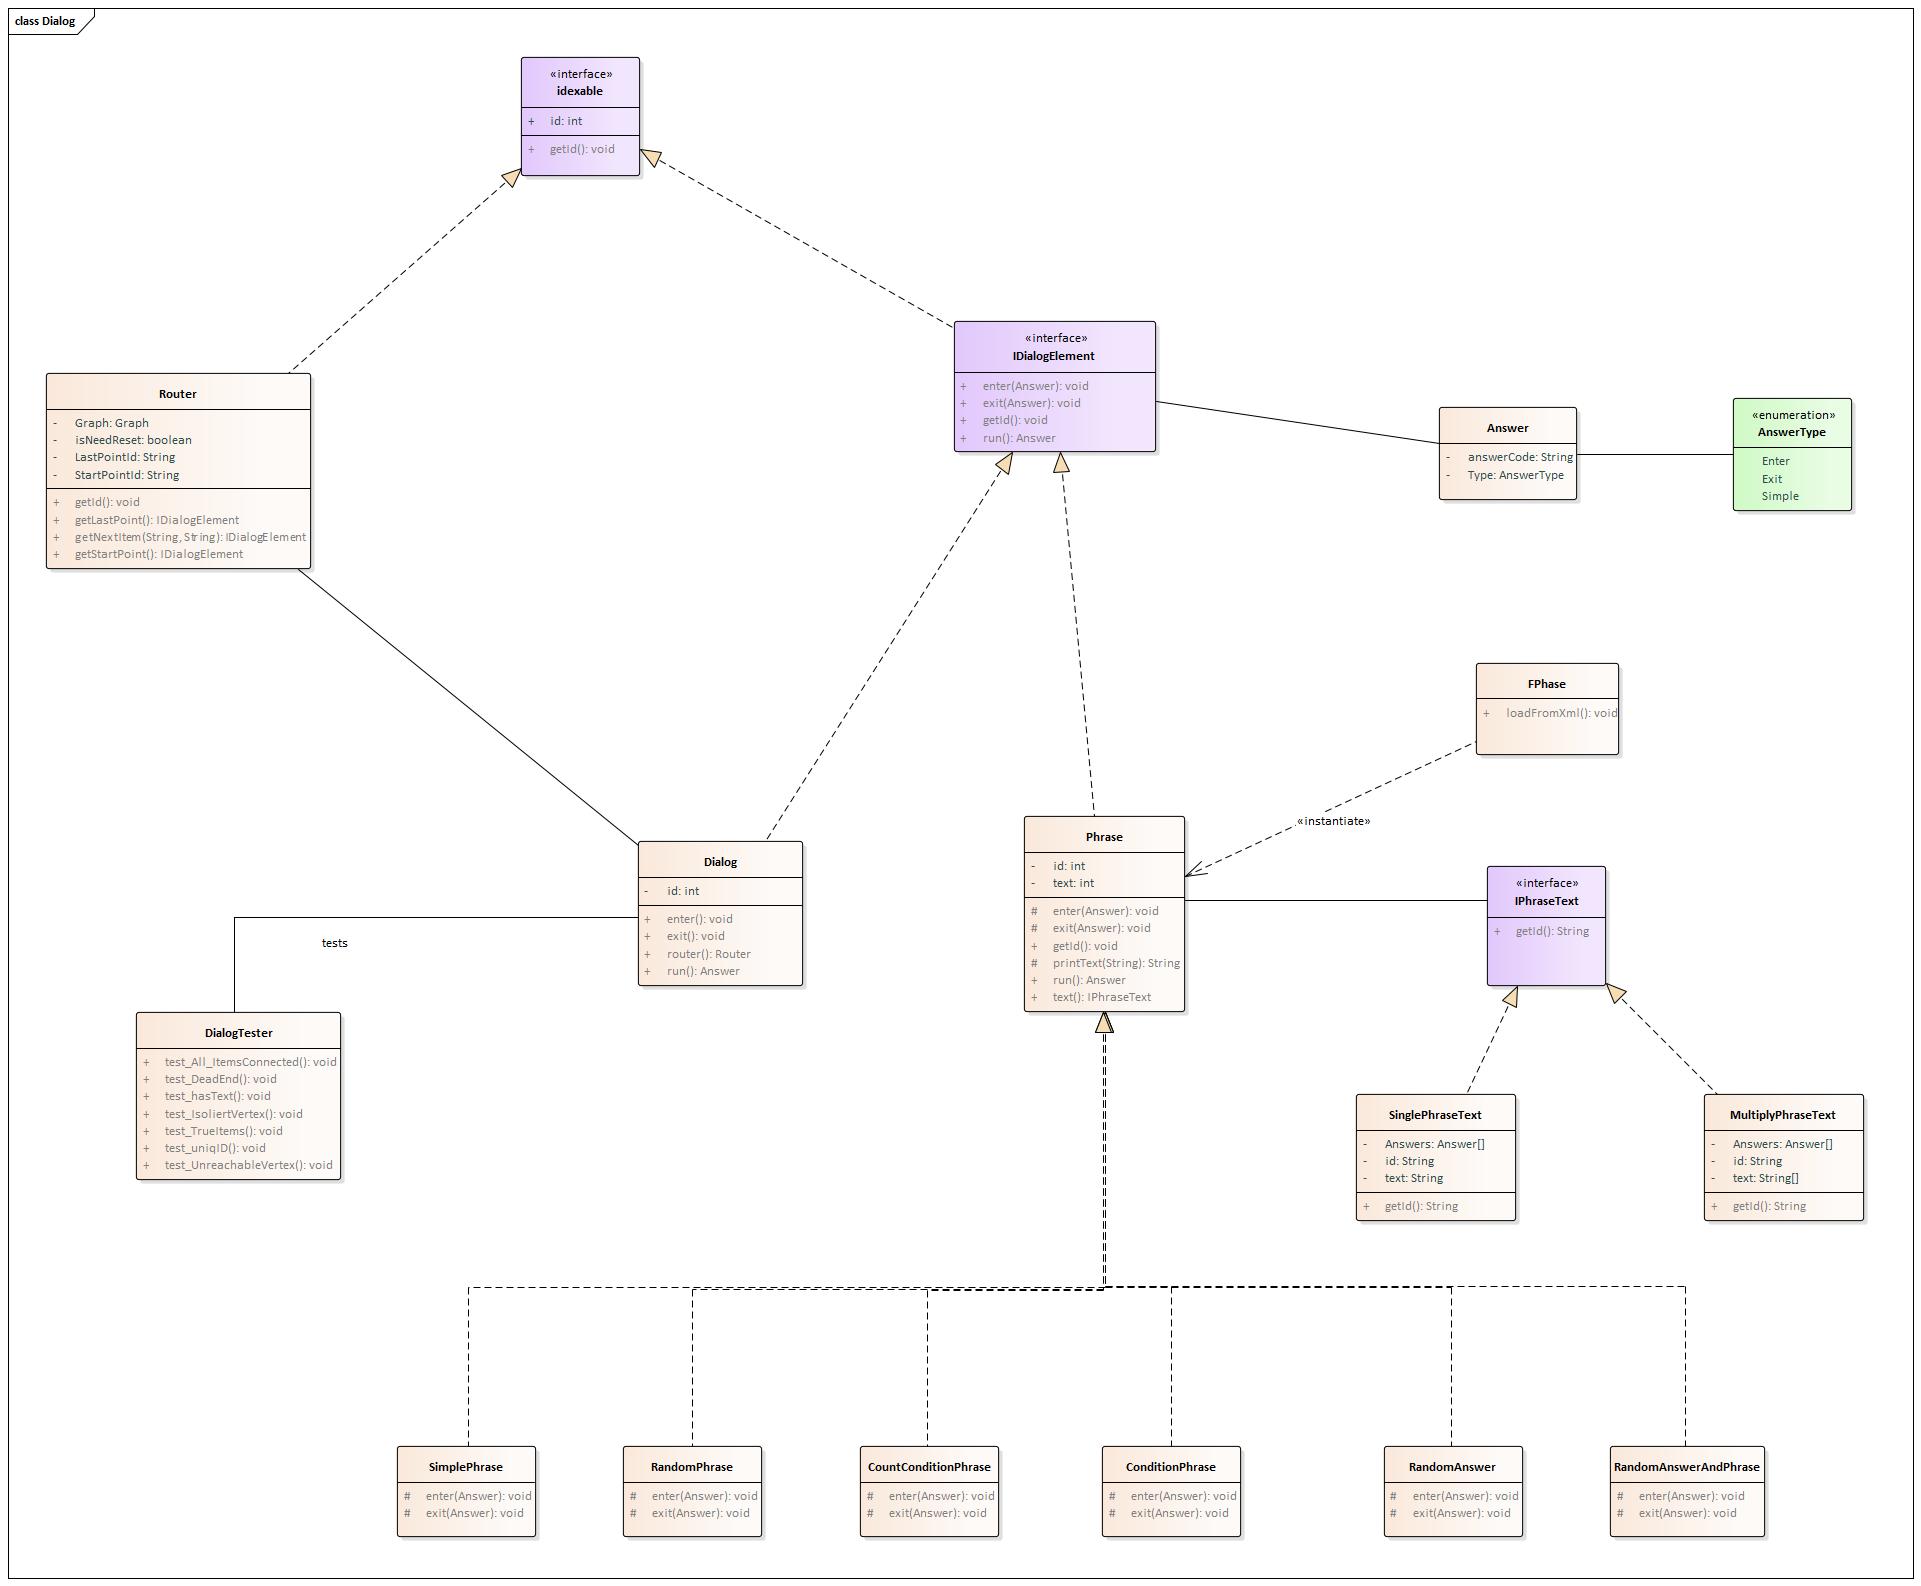 class Dialog
«interface»
idexable
+ id: int
+ getId(): void
Router
- Graph: Graph
- isNeedReset: boolean
- LastPointId: String
- StartPointId: String
+ getId(): void
+ getLastPoint(): IDialogElement
+ getNextItem(String, String): IDialogElement
+ getStartPoint(): IDialogElement
«interface»
IDialogElement
+ enter(Answer): void
+ exit(Answer): void
+ getId(): void
+ run(): Answer
Answer
- answerCode: String
- Type: AnswerType
«enumeration»
AnswerType
Enter
Exit
Simple
FPhase
+ loadFromXml(): void
«instantiate»
Dialog
- id: int
+ enter(): void
+ exit(): void
+ router(): Router
+ run(): Answer
Phrase
- id: int
- text: int
# enter(Answer): void
# exit(Answer): void
+ getId(): void
# printText(String): String
+ run(): Answer
+ text(): IPhraseText
«interface»
IPhraseText
+ getId(): String
tests
DialogTester
+ test_All_ItemsConnected(): void
+ test_DeadEnd(): void
+ test_hasText(): void
+ test_IsoliertVertex(): void
+ test_TrueItems(): void
+ test_uniqID(): void
+ test_UnreachableVertex(): void
SinglePhraseText
- Answers: Answer[]
- id: String
- text: String
+ getId(): String
MultiplyPhraseText
- Answers: Answer[]
- id: String
- text: String[]
+ getId(): String
SimplePhrase
# enter(Answer): void
# exit(Answer): void
RandomPhrase
# enter(Answer): void
# exit(Answer): void
CountConditionPhrase
# enter(Answer): void
# exit(Answer): void
ConditionPhrase
# enter(Answer): void
# exit(Answer): void
RandomAnswer
# enter(Answer): void
# exit(Answer): void
RandomAnswerAndPhrase
# enter(Answer): void
# exit(Answer): void